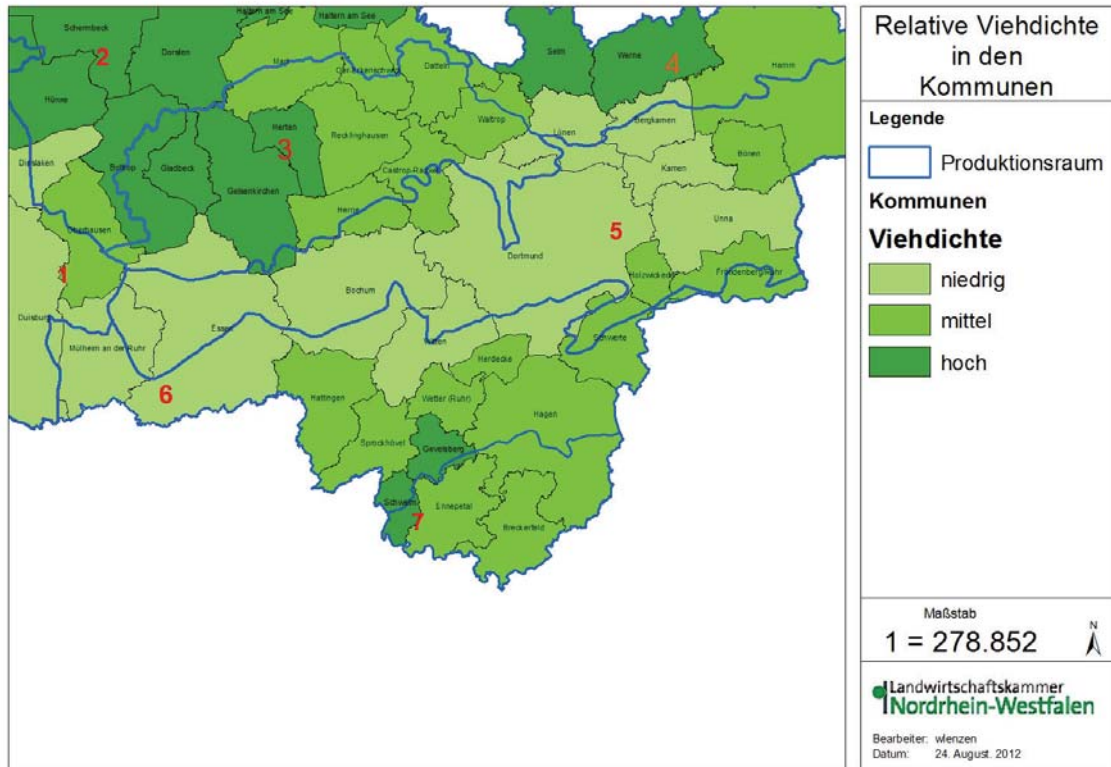 Haltern am See
Haltern am See
Schermbeck
Dorsten
Selm
Werne
2
4
Marl
Oer-Erkenschwick
Datteln
Hamm
Hünxe
Waltrop
Lünen
Bergkamen
Herten
Recklinghausen
Dinslaken
Bottrop
Gladbeck
3
Castrop-Rauxel
Kamen
Bönen
Gelsenkirchen
Herne
Unna
Oberhausen
5
Dortmund
1
Holzwickede
Fröndenberg/Ruhr
Duisburg
Bochum
Essen
Mülheim an der Ruhr
Witten
Schwerte
Herdecke
6
Hattingen
Wetter (Ruhr)
Hagen
Sprockhövel
Gevelsberg
Schwelm
Ennepetal
7
Breckerfeld
Relative Viehdichte
in den
Kommunen
Legende
Produktionsraum
Kommunen
Viehdichte
niedrig
mittel
hoch
Maßstab
1 = 278.852
N
Landwirtschaftskammer
Nordrhein-Westfalen
Bearbeiter: wlenzen
Datum: 24. August. 2012